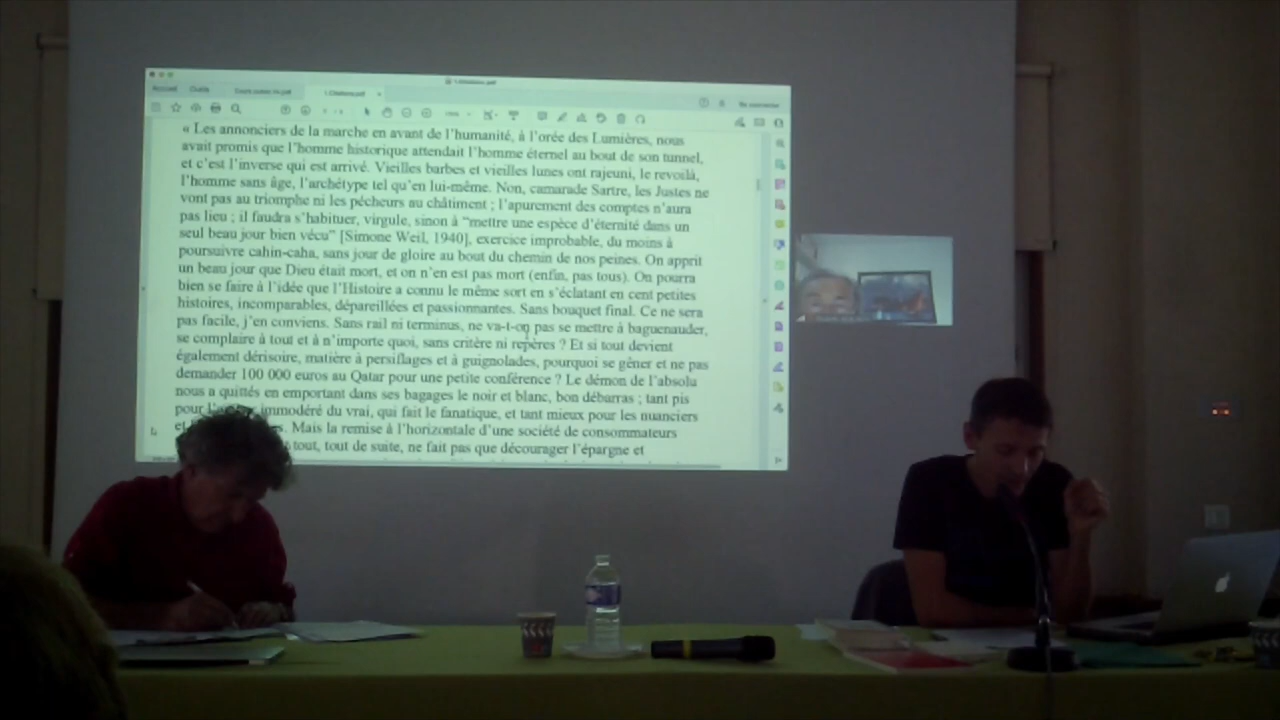 Accueil Outils 1.Citations.pdf
1.Citations.pdf
« Les annonciers de la marche en avant de l'humanité, à l'orée des Lumières, nous
avait promis que l'homme historique attendait l'homme éternel au bout de son tunnel,
et c'est l'inverse qui est arrivé. Vieilles barbes et vieilles lunes ont rajeuni, le revoilà,
l'homme sans âge, l'archétype tel qu'en lui-même. Non, camarade Sartre, les Justes ne
vont pas au triomphe ni les pécheurs au châtiment ; l'apurement des comptes n'aura
pas lieu ; il faudra s'habituer, virgule, sinon à “mettre une espèce d'éternité dans un
seul beau jour bien vécu” [Simone Weil, 1940], exercice improbable, du moins à
poursuivre cahin-caha, sans jour de gloire au bout du chemin de nos peines. On apprit
un beau jour que Dieu était mort, et on n'en est pas mort (enfin, pas tous). On pourra
bien se faire à l'idée que l'Histoire a connu le même sort en s'éclatant en cent petites
histoires, incomparables, dépareillées et passionnantes. Sans bouquet final. Ce ne sera
pas facile, j'en conviens. Sans rail ni terminus, ne va-t-on pas se mettre à baguenauder,
se complaire à tout et à n'importe quoi, sans critère ni repères ? Et si tout devient
également dérisoire, matière à persiflages et à guignolades, pourquoi se gêner et ne pas
demander 100 000 euros au Qatar pour une petite conférence ? Le démon de l'absolu
nous a quittés en emportant dans ses bagages le noir et blanc, bon débarras ; tant pis
pour immodéré du vrai, qui fait le fanatique, et tant mieux pour les nuanciers
et Mais la remise à l'horizontale d'une société de consommateurs
tout, tout de suite, ne fait pas que décourager l'épargne et